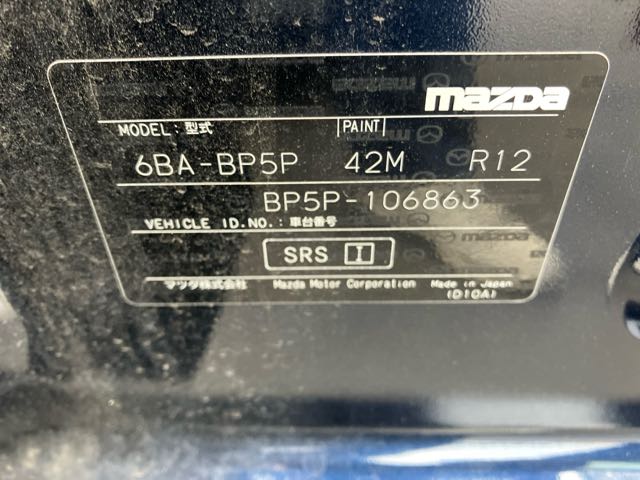 mazda
MODEL:型式 PAINT
6BA-BP5P 42M R12
BP5P-106863
VEHICLE ID.NO.:車台番号
SRS I
マツダ株式会社 Mazda Motor Corporation Made in Japan
(D10A)